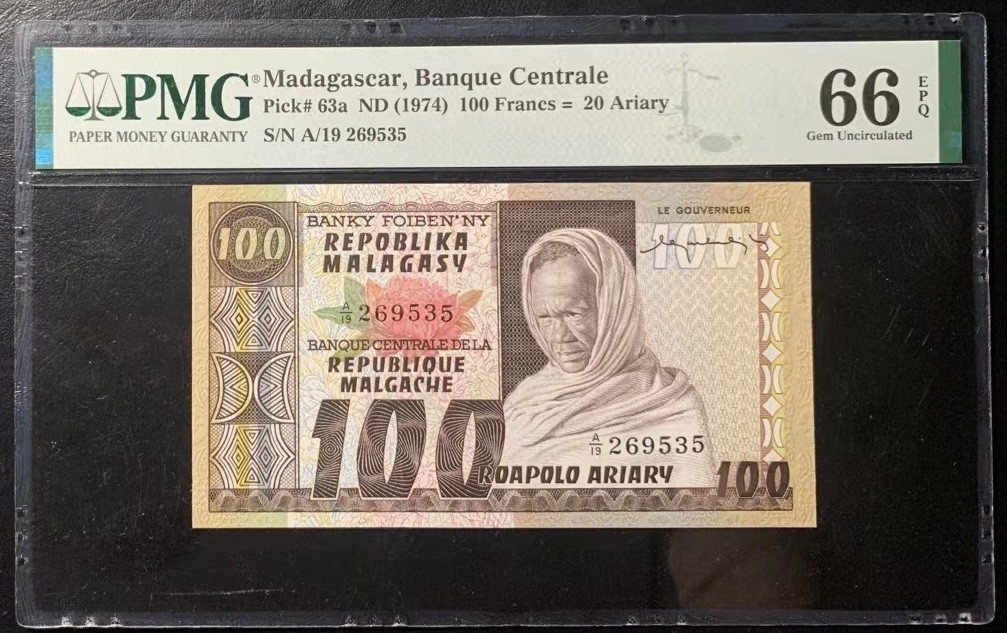 PMG®
PAPER MONEY GUARANTY
Madagascar, Banque Centrale
Pick# 63a ND (1974) 100 Francs = 20 Ariary
S/N A/19 269535
66
EPQ
Gem Uncirculated
100
BANKY FOIBEN'NY
REPOBLIKA
MALAGASY
A/19 269535
BANQUE CENTRALE DE LA
REPUBLIQUE
MALGACHE
100
ROAPOLO ARIARY
LE GOUVERNEUR
100
A/19 269535
100